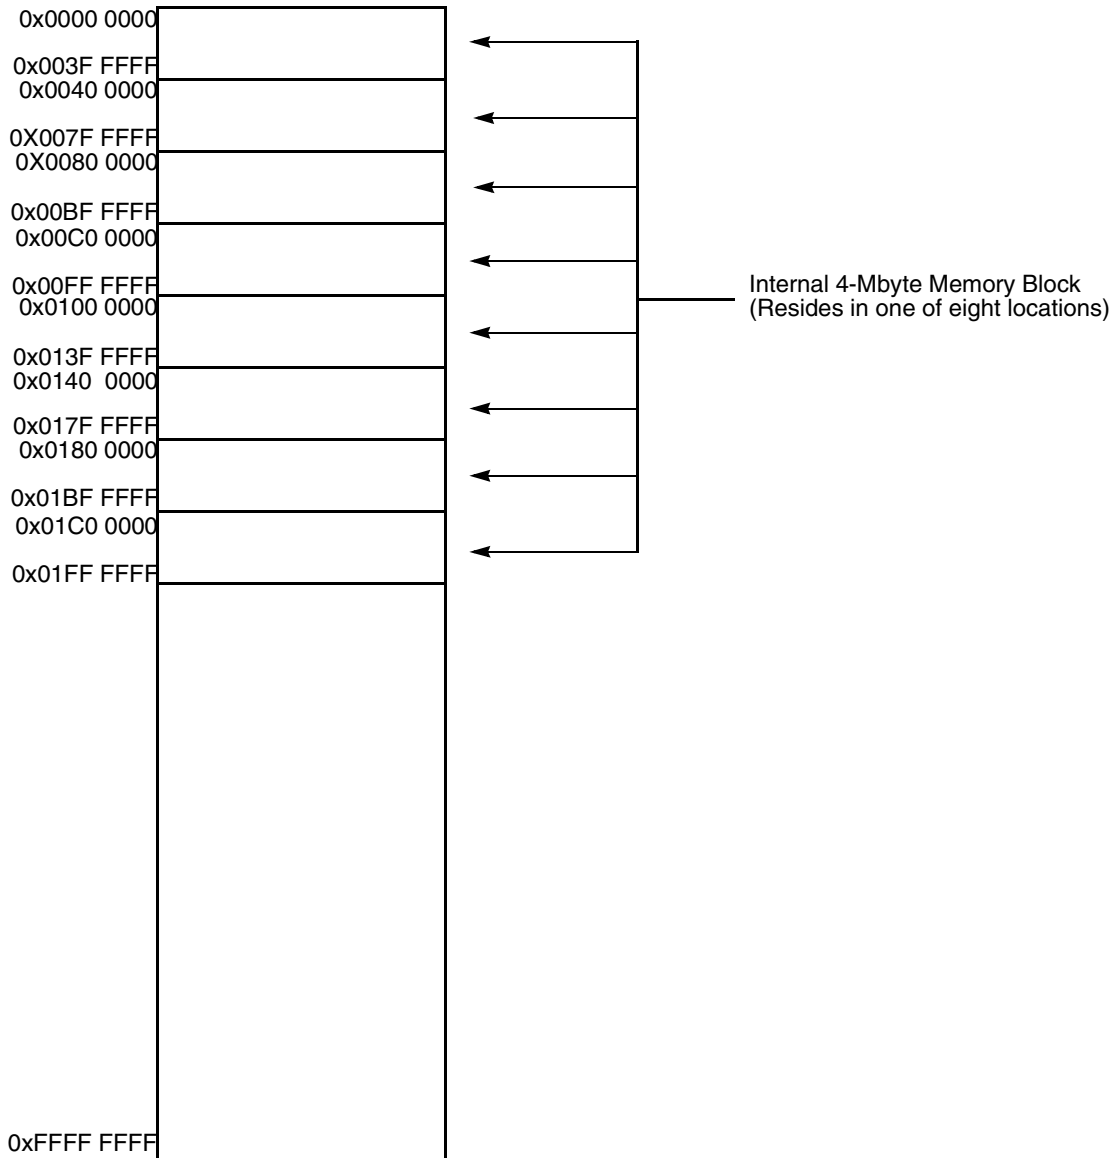 0x0000 0000
0x003F FFFF
0x0040 0000
0X007F FFFF
0X0080 0000
0x00BF FFFF
0x00C0 0000
0x00FF FFFF
0x0100 0000
0x013F FFFF
0x0140  0000
0x017F FFFF
0x0180 0000
0x01BF FFFF
0x01C0 0000
0x01FF FFFF
0xFFFF FFFF
Internal 4-Mbyte Memory Block
(Resides in one of eight locations)